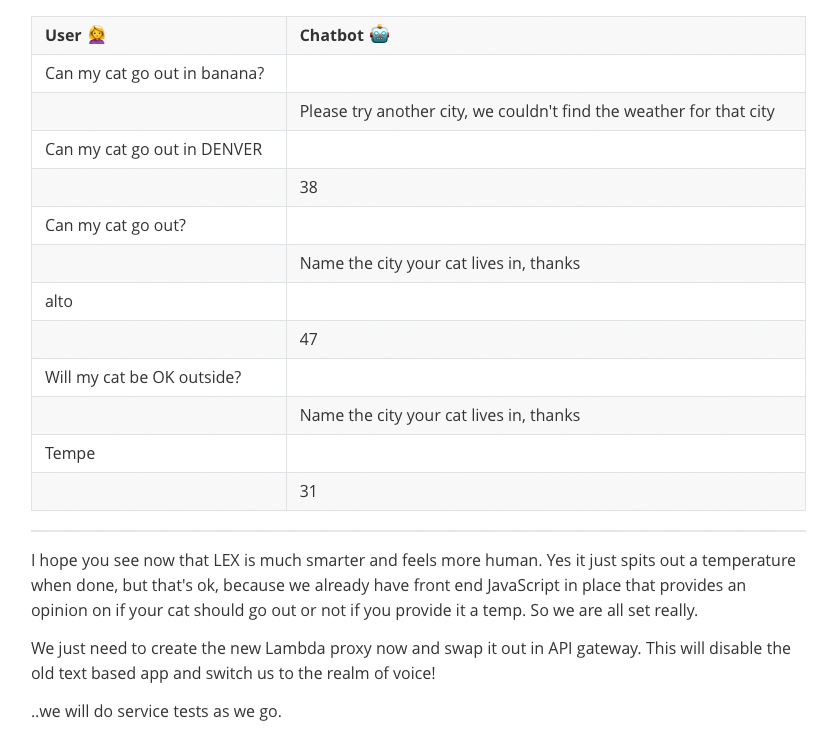 User 🤦‍♀️ Chatbot 🤖
Can my cat go out in banana?
Please try another city, we couldn't find the weather for that city
Can my cat go out in DENVER
38
Can my cat go out?
Name the city your cat lives in, thanks
alto
47
Will my cat be OK outside?
Name the city your cat lives in, thanks
Tempe
31
I hope you see now that LEX is much smarter and feels more human. Yes it just spits out a temperature
when done, but that's ok, because we already have front end JavaScript in place that provides an
opinion on if your cat should go out or not if you provide it a temp. So we are all set really.
We just need to create the new Lambda proxy now and swap it out in API gateway. This will disable the
old text based app and switch us to the realm of voice!
..we will do service tests as we go.